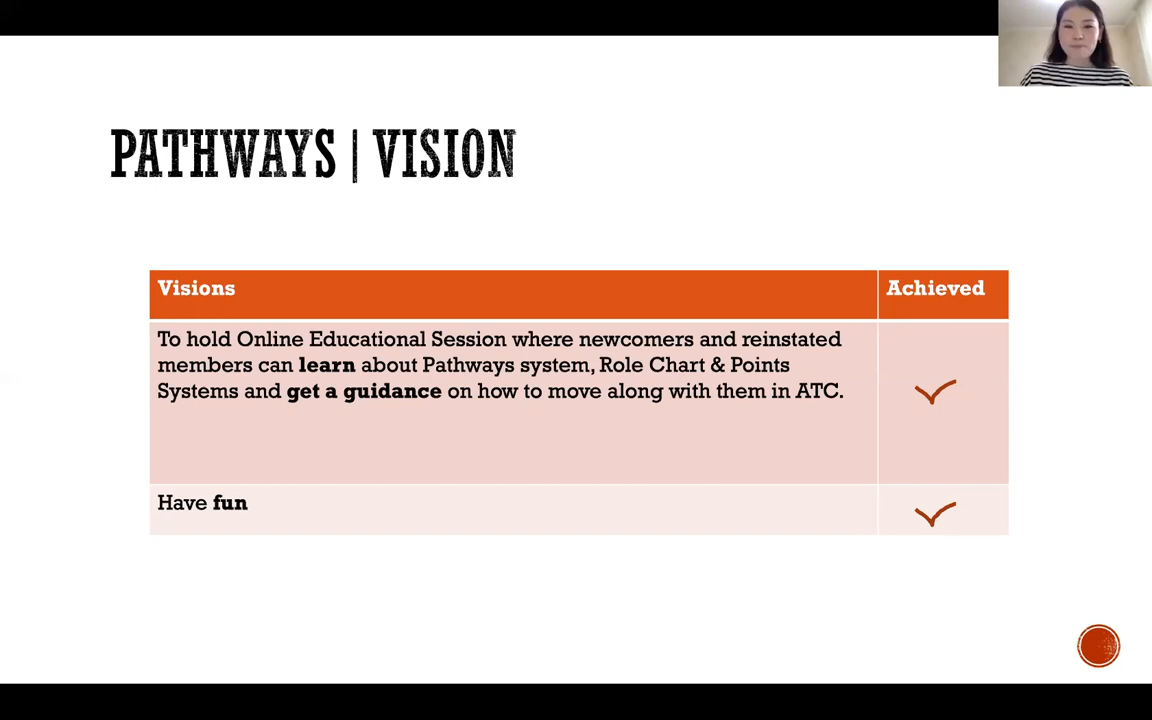 PATHWAYS | VISION
Visions
Achieved
To hold Online Educational Session where newcomers and reinstated
members can learn about Pathways system, Role Chart & Points
Systems and get a guidance on how to move along with them in ATC.
Have fun